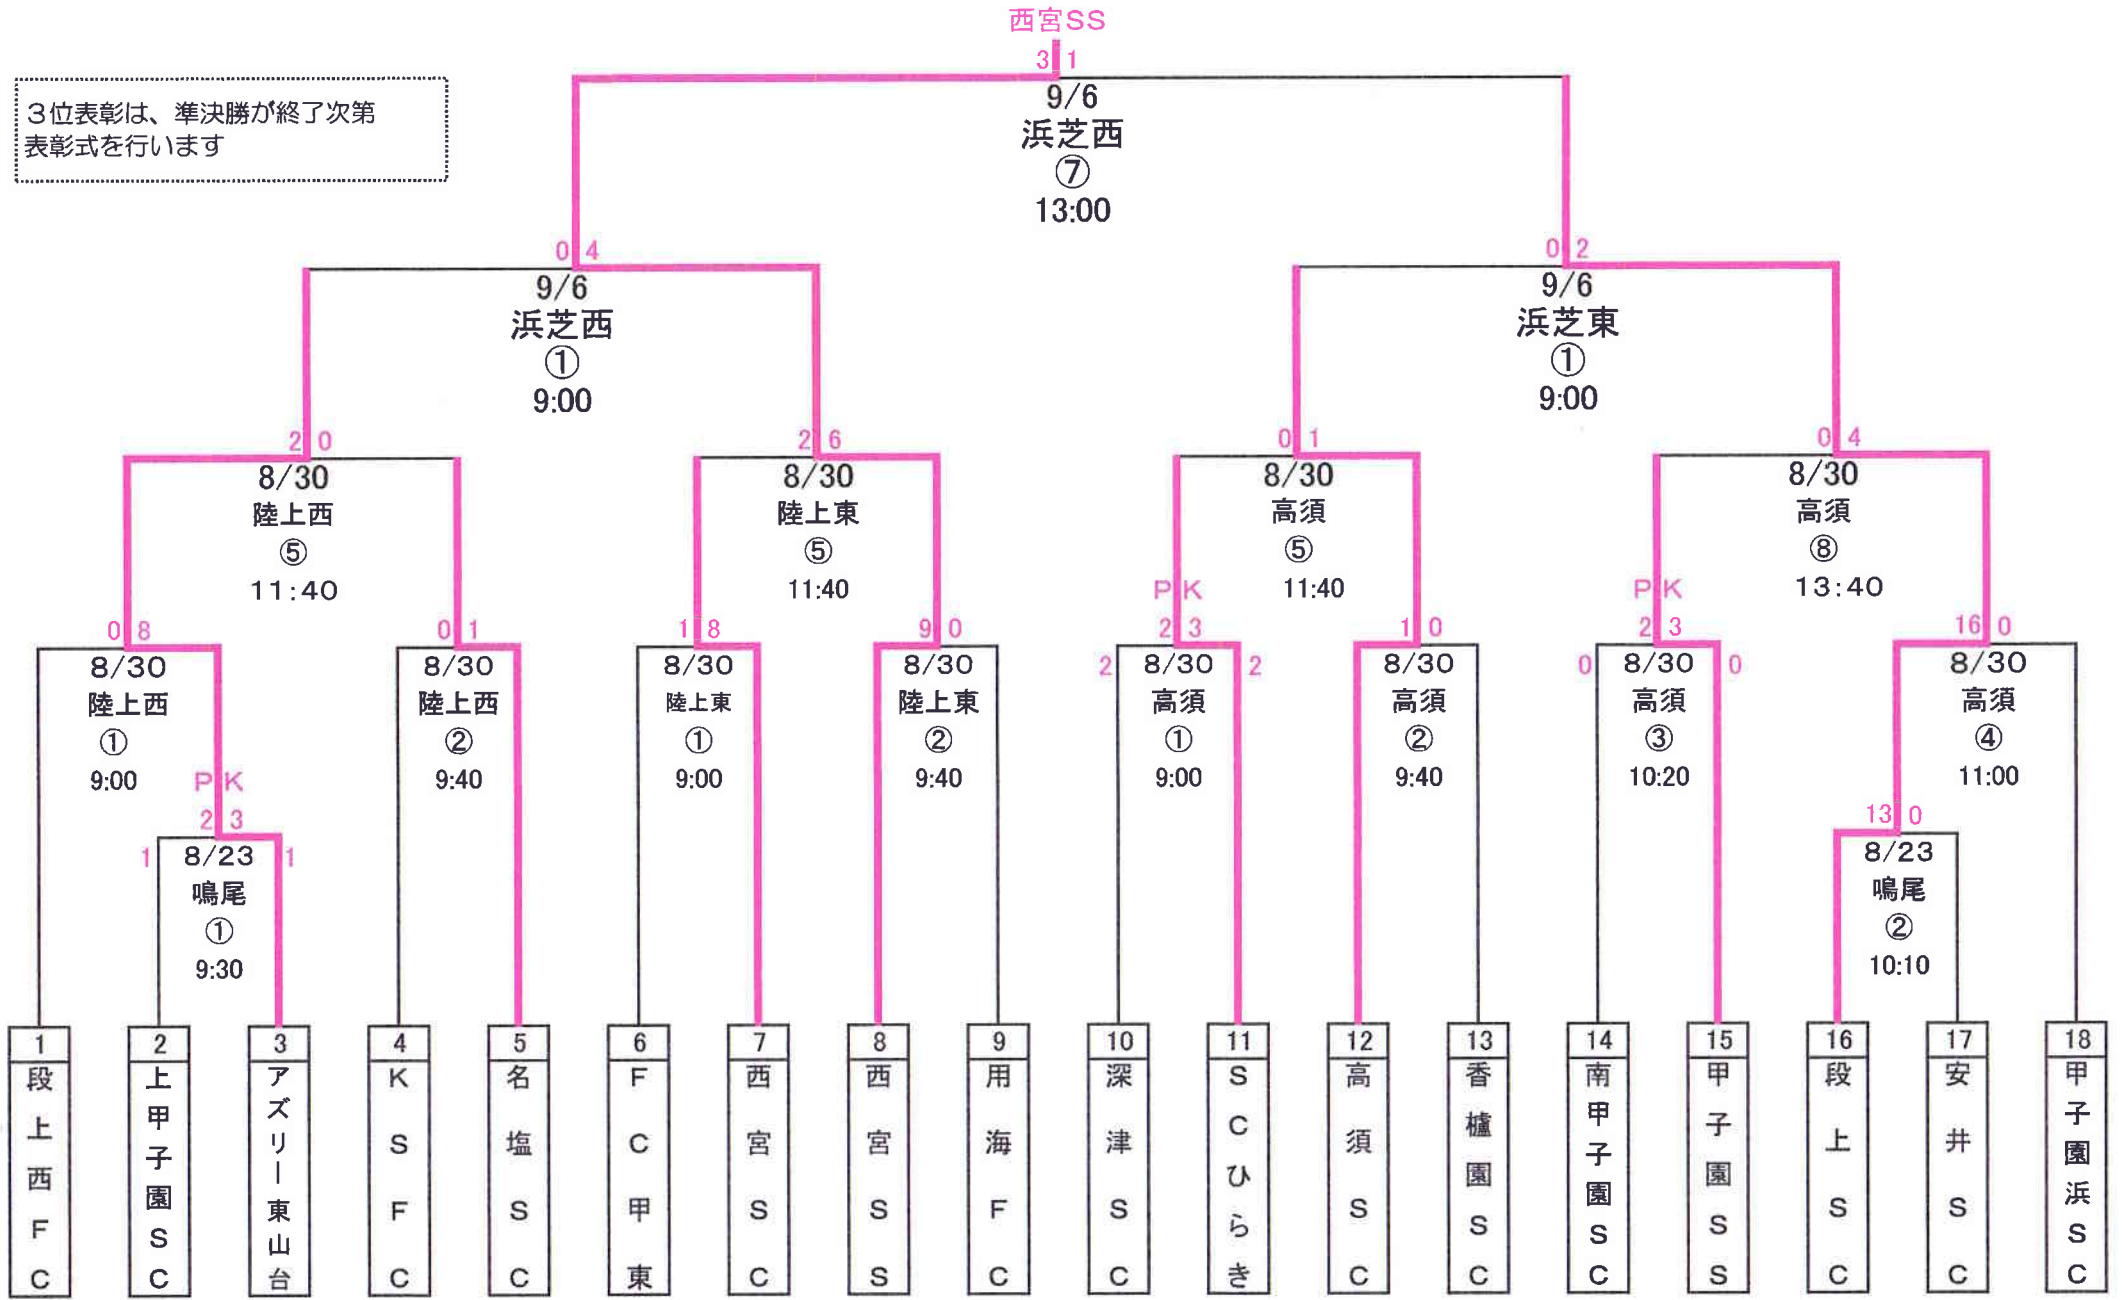 西宮SS
3 1
3位表彰は、準決勝が終了次第
表彰式を行います
9/6
浜芝西
⑦
13:00
0 4
0 2
9/6
浜芝西
①
9:00
9/6
浜芝東
①
9:00
2 0
2 6
0 1
0 4
8/30
陸上西
⑤
11:40
8/30
陸上東
⑤
11:40
8/30
高須
⑤
11:40
8/30
高須
⑧
13:40
PK
PK
0 8
0 1
1 8
9 0
2 3
1 0
2 3
16 0
8/30
陸上西
①
9:00
8/30
陸上西
②
9:40
8/30
陸上東
①
9:00
8/30
陸上東
②
9:40
2
8/30
2
高須
①
9:00
8/30
高須
②
9:40
0
8/30
0
高須
③
10:20
8/30
高須
④
11:00
PK
2 3
1
8/23
1
鳴尾
①
9:30
13 0
8/23
鳴尾
②
10:10
1
段上西FC
2
上甲子園SC
3
アズリー東山台
4
KSFC
5
名塩SC
6
FC甲東
7
西宮SC
8
西宮SS
9
用海FC
10
深津SC
11
SCひらき
12
高須SC
13
香櫨園SC
14
南甲子園SC
15
甲子園SS
16
段上SC
17
安井SC
18
甲子園浜SC